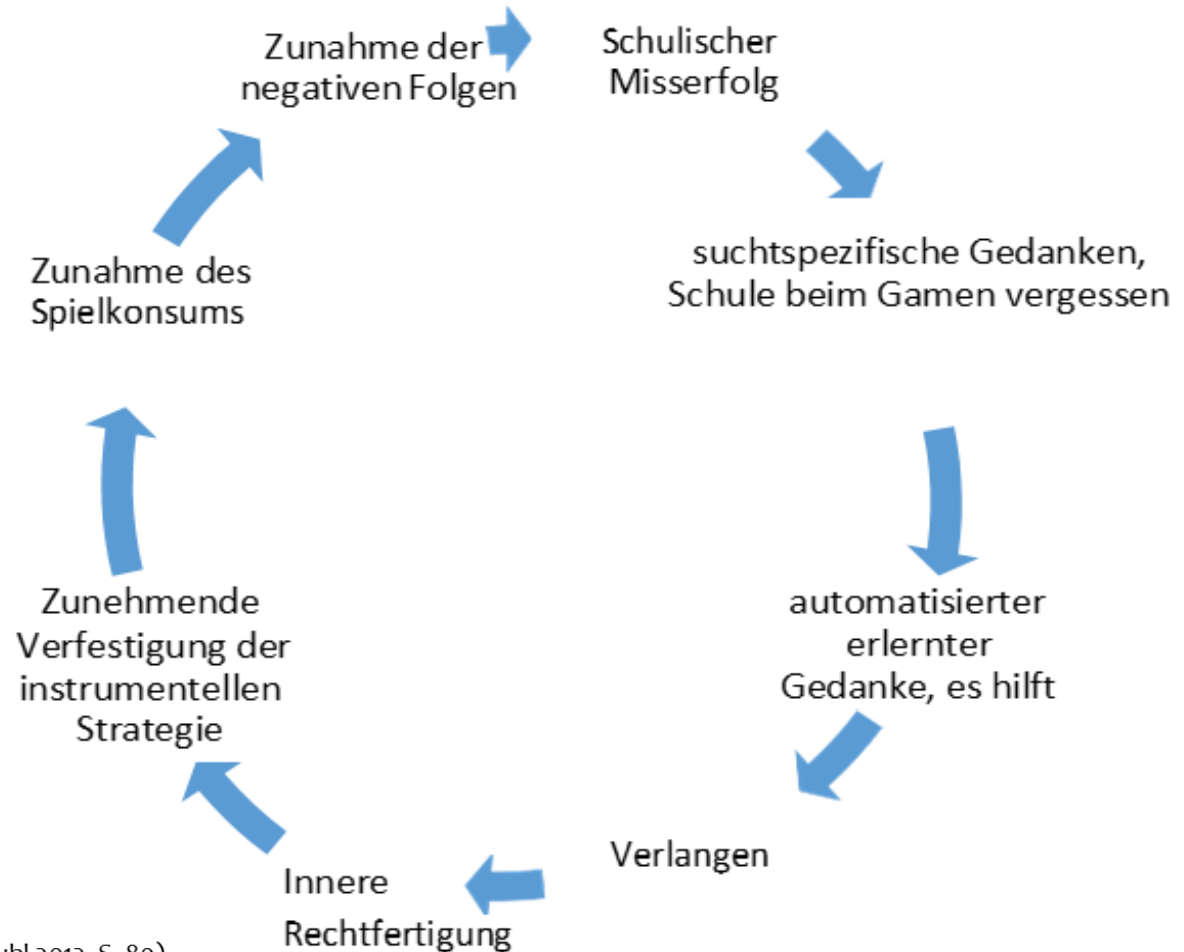 Zunahme der
negativen Folgen
Schulischer
Misserfolg
suchtspezifische Gedanken,
Schule beim Gamen vergessen
automatisierter
erlernter
Gedanke, es hilft
Verlangen
Innere
Rechtfertigung
Zunehmende
Verfestigung der
instrumentellen
Strategie
Zunahme des
Spielkonsums